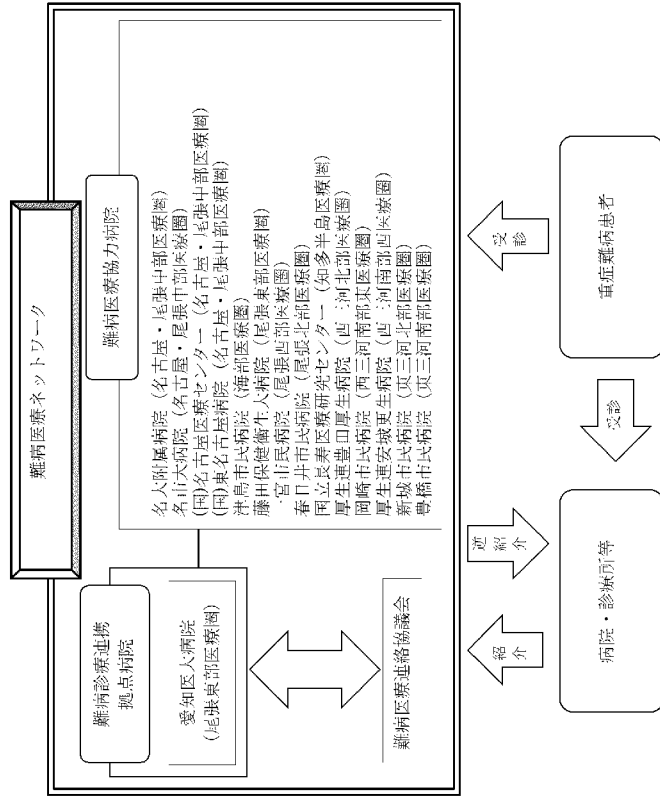 難病医療ネットワーク
難病診療連携
拠点病院
愛知医大病院
(尾張東部医療圏)
難病医療連絡協議会
難病医療協力病院
名大附属病院（名古屋・尾張中部医療圏）
名市大病院（名古屋・尾張中部医療圏）
(国)名古屋医療センター（名古屋・尾張中部医療圏）
(国)東名古屋病院（名古屋・尾張中部医療圏）
津島市民病院（海部医療圏）
藤田保健衛生大病院（尾張東部医療圏）
一宮市民病院（尾張西部医療圏）
春日井市民病院（尾張北部医療圏）
国立長寿医療研究センター（知多半島医療圏）
厚生連豊田厚生病院（西三河北部医療圏）
岡崎市民病院（西三河南部東医療圏）
厚生連安城更生病院（西三河南部西医療圏）
新城市民病院（東三河北部医療圏）
豊橋市民病院（東三河南部医療圏）
紹介
逆紹介
受診
病院・診療所等
受診
重症難病患者